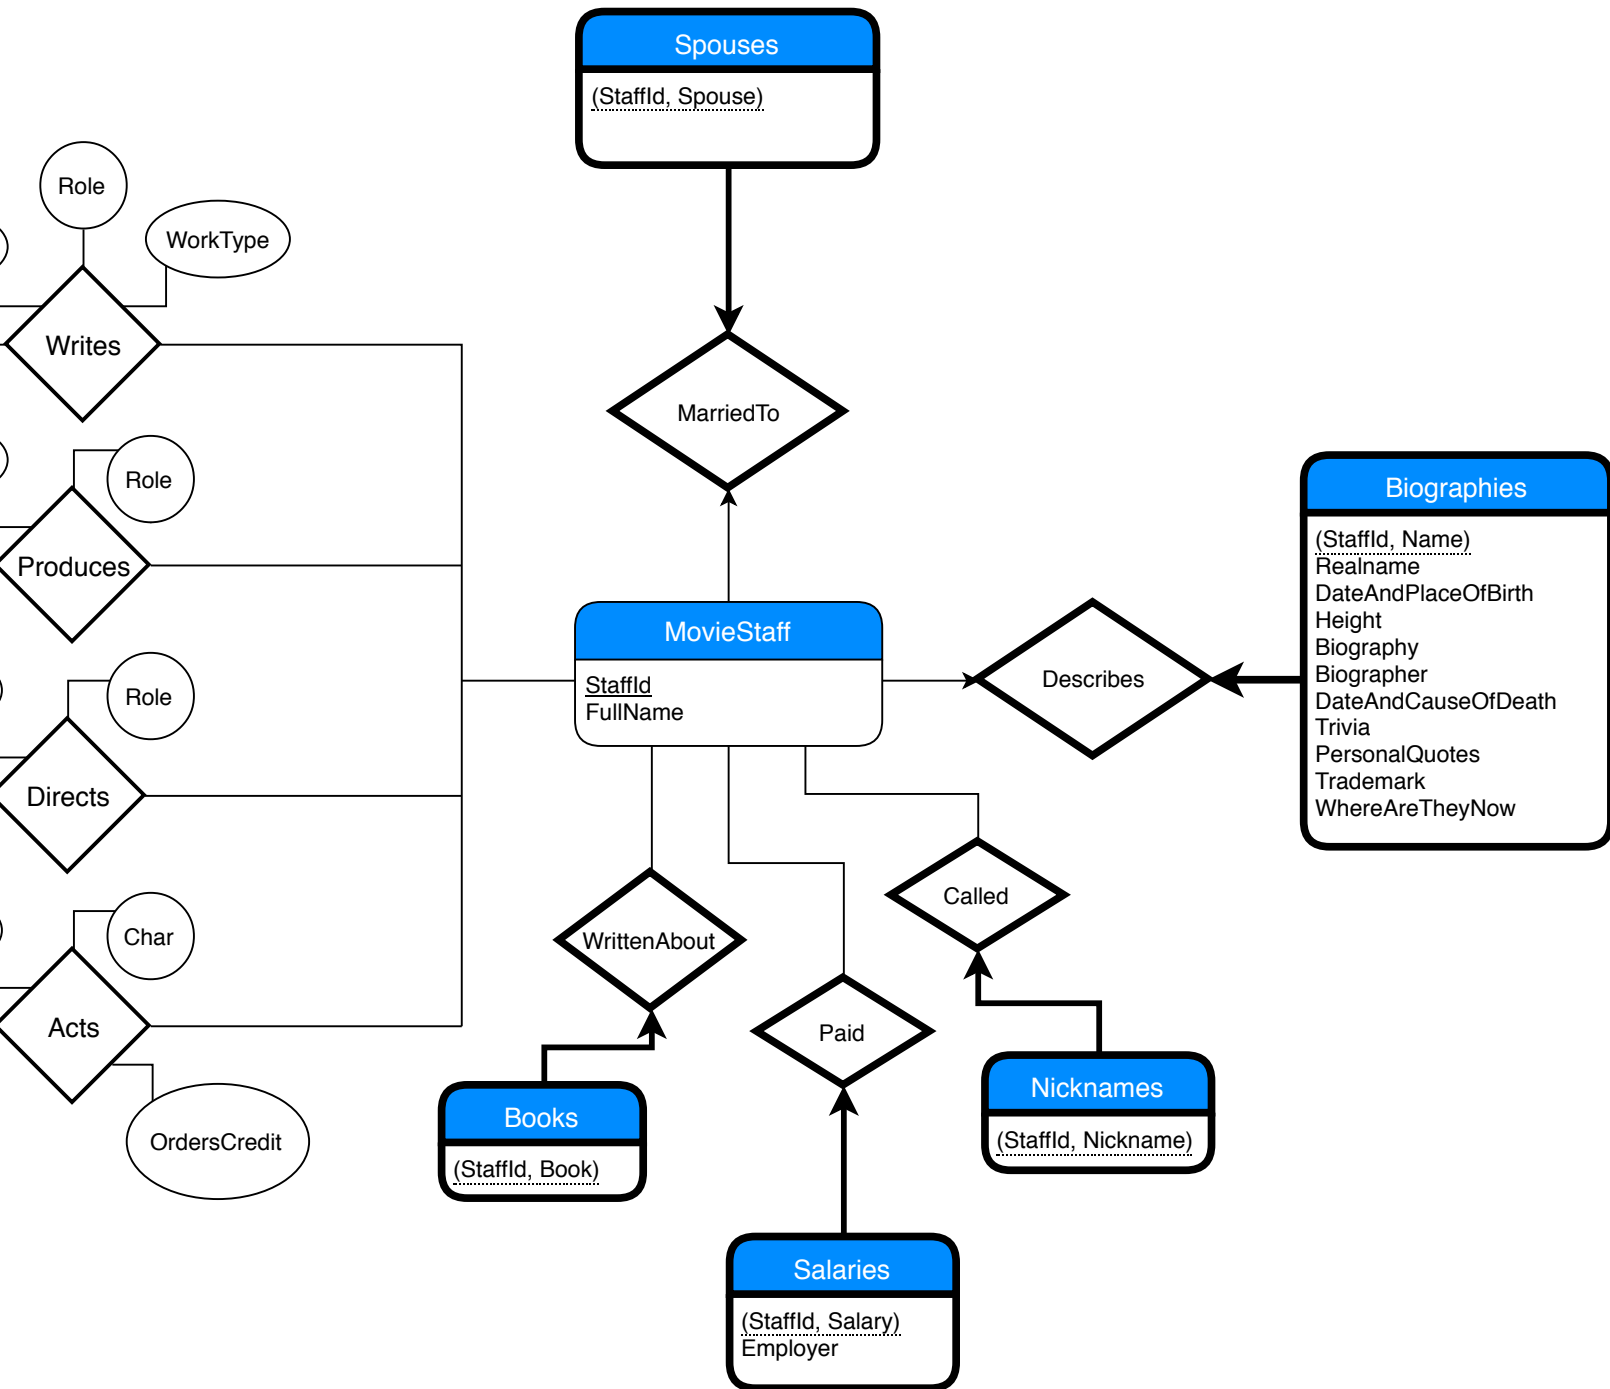 Spouses
(StaffId, Spouse)
Role
WorkType
Writes
MarriedTo
Role
Produces
Biographies
(StaffId, Name)
Realname
DateAndPlaceOfBirth
Height
Biography
Biographer
DateAndCauseOfDeath
Trivia
PersonalQuotes
Trademark
WhereAreTheyNow
MovieStaff
StaffId
FullName
Describes
Role
Directs
Char
Acts
OrdersCredit
WrittenAbout
Called
Paid
Books
(StaffId, Book)
Nicknames
(StaffId, Nickname)
Salaries
(StaffId, Salary)
Employer